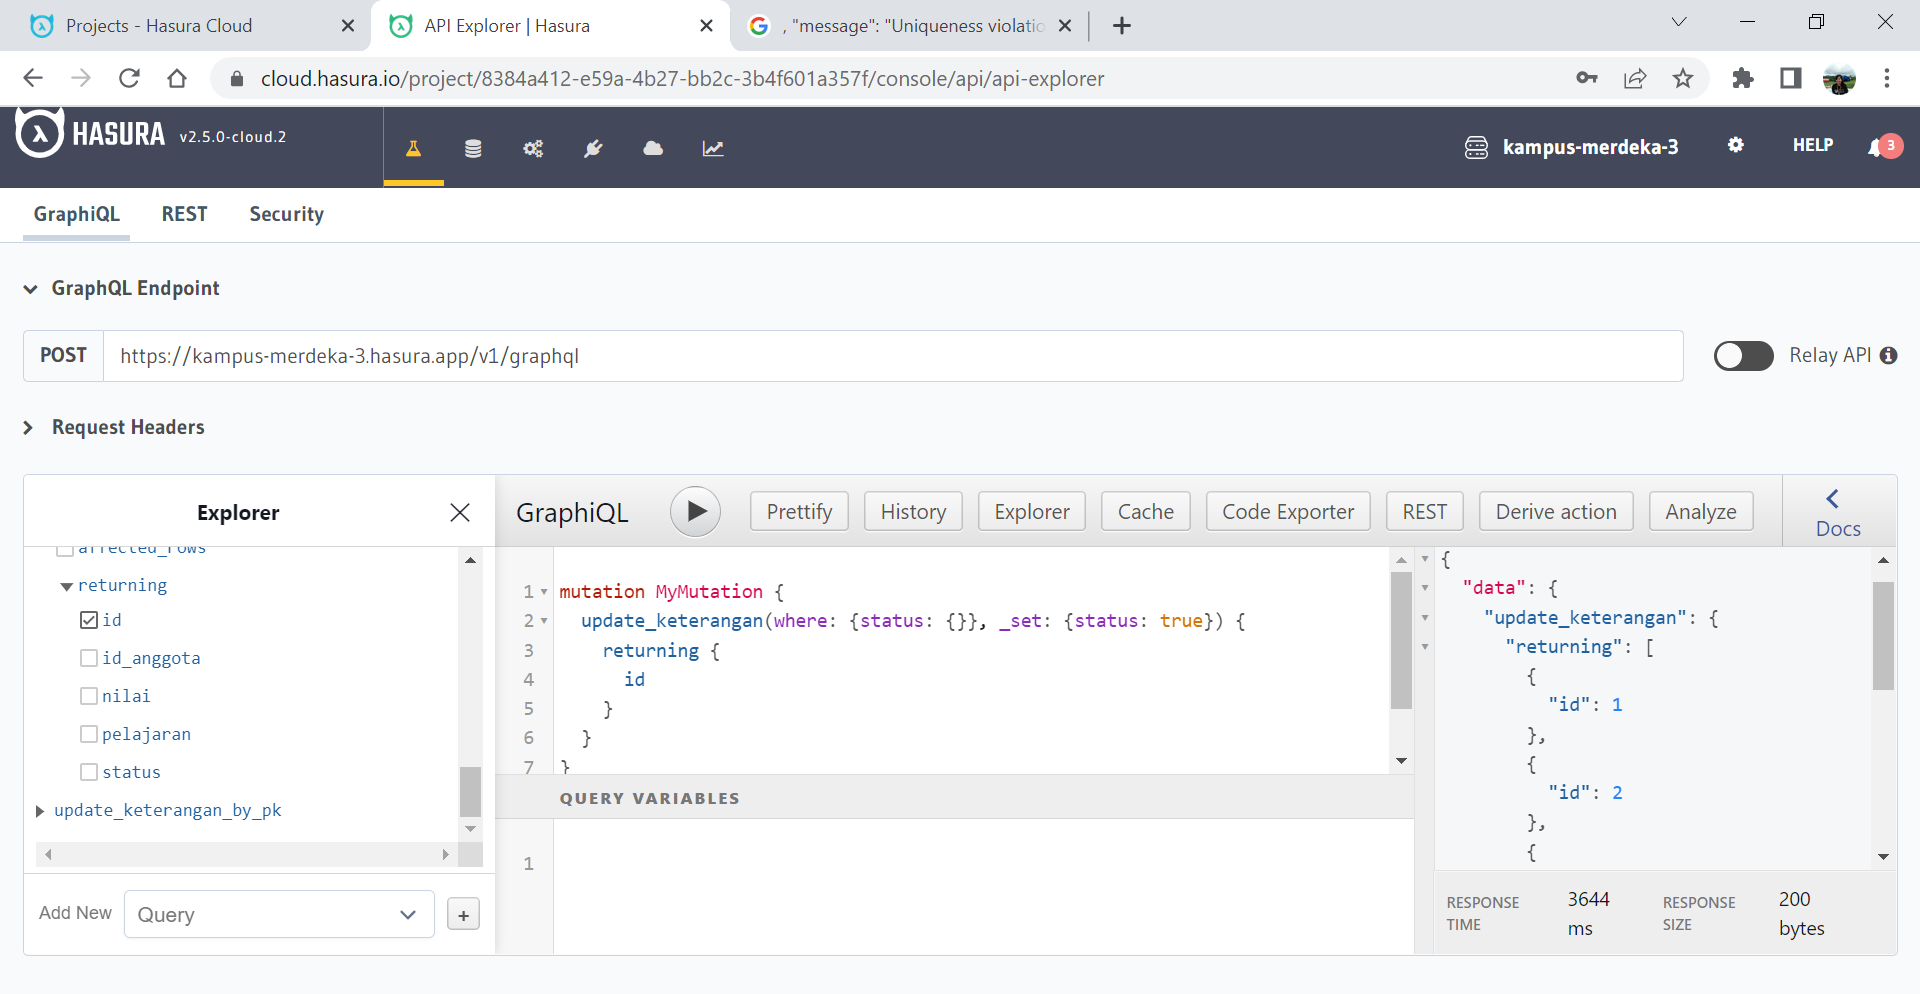 Projects - Hasura Cloud
API Explorer | Hasura
, "message": "Uniqueness violatio
cloud.hasura.io/project/8384a412-e59a-4b27-bb2c-3b4f601a357f/console/api/api-explorer
HASURA v2.5.0-cloud.2
kampus-merdeka-3
HELP
3
GraphiQL REST Security
GraphQL Endpoint
POST https://kampus-merdeka-3.hasura.app/v1/graphql
Relay API
Request Headers
Explorer
affected_rows
returning
id
id_anggota
nilai
pelajaran
status
update_keterangan_by_pk
Add New Query +
GraphiQL
Prettify History Explorer Cache Code Exporter REST Derive action Analyze
Docs
1 mutation MyMutation {
2 update_keterangan(where: {status: {}}, _set: {status: true}) {
3 returning {
4 id
5 }
6 }
7 }
QUERY VARIABLES
1
{
"data": {
"update_keterangan": {
"returning": [
{
"id": 1
},
{
"id": 2
},
{
RESPONSE TIME 3644 ms
RESPONSE SIZE 200 bytes